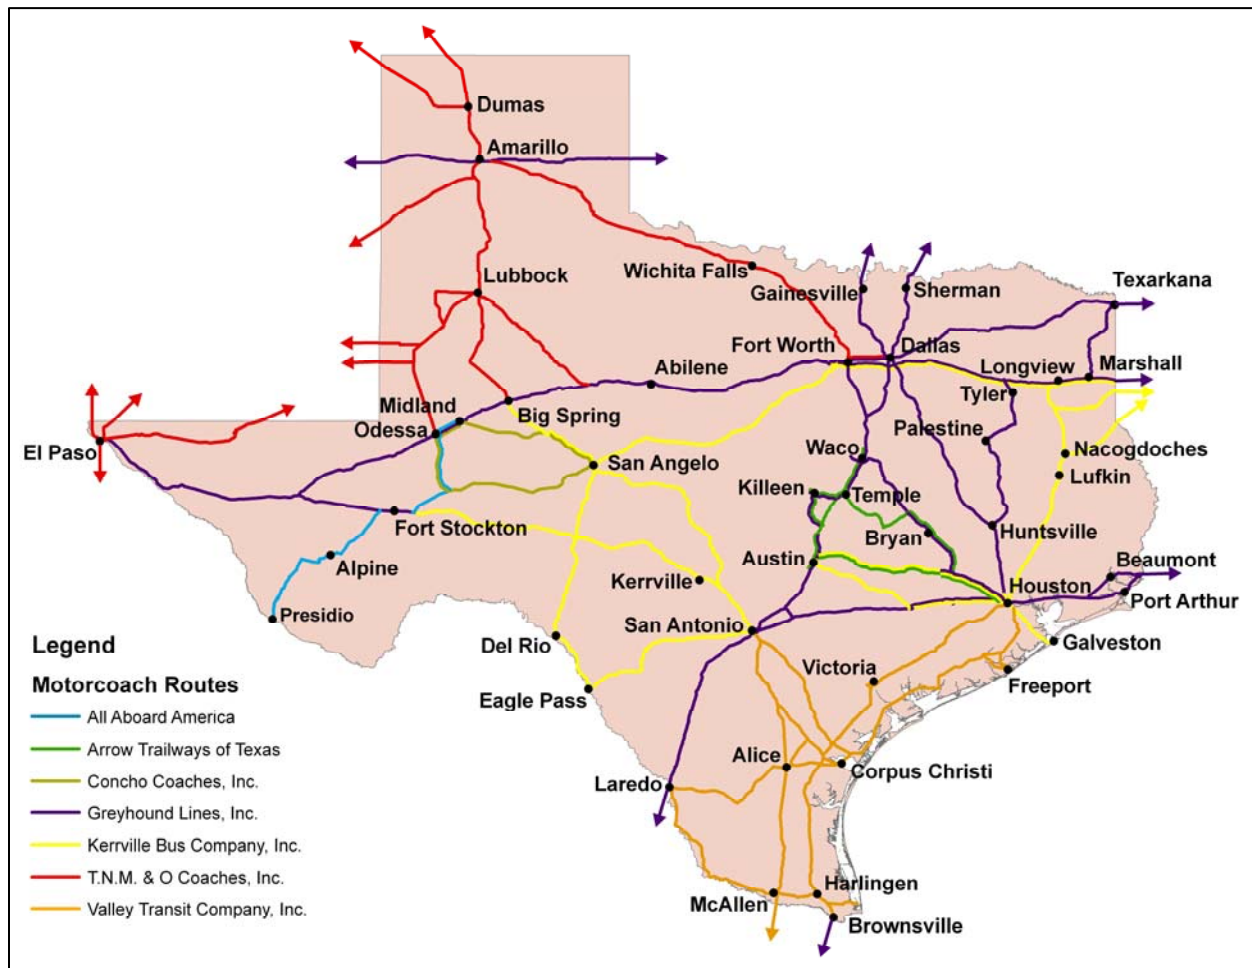 Dumas
Amarillo
Lubbock
Wichita Falls
Gainesville
Sherman
Texarkana
Fort Worth
Dallas
Longview
Marshall
Abilene
Tyler
Midland
Big Spring
Odessa
El Paso
Palestine
Nacogdoches
Waco
San Angelo
Lufkin
Killeen
Temple
Fort Stockton
Bryan
Huntsville
Austin
Beaumont
Alpine
Kerrville
Houston
Port Arthur
Presidio
San Antonio
Galveston
Del Rio
Victoria
Freeport
Eagle Pass
Alice
Corpus Christi
Laredo
Harlingen
McAllen
Brownsville
Legend
Motorcoach Routes
All Aboard America
Arrow Trailways of Texas
Concho Coaches, Inc.
Greyhound Lines, Inc.
Kerrville Bus Company, Inc.
T.N.M. & O Coaches, Inc.
Valley Transit Company, Inc.